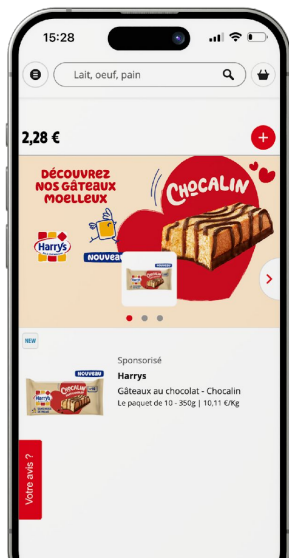 15:28
Lait, oeuf, pain
2,28 €
DÉCOUVREZ
NOS GÂTEAUX
MOELLEUX
CHOCALIN
Harrys
NOUVEAU
NEW
Sponsorisé
NOUVEAU
Harrys
CHOCALIN
Harrys
Gâteaux au chocolat - Chocalin
Le paquet de 10 - 350g | 10,11 €/Kg
Votre avis ?